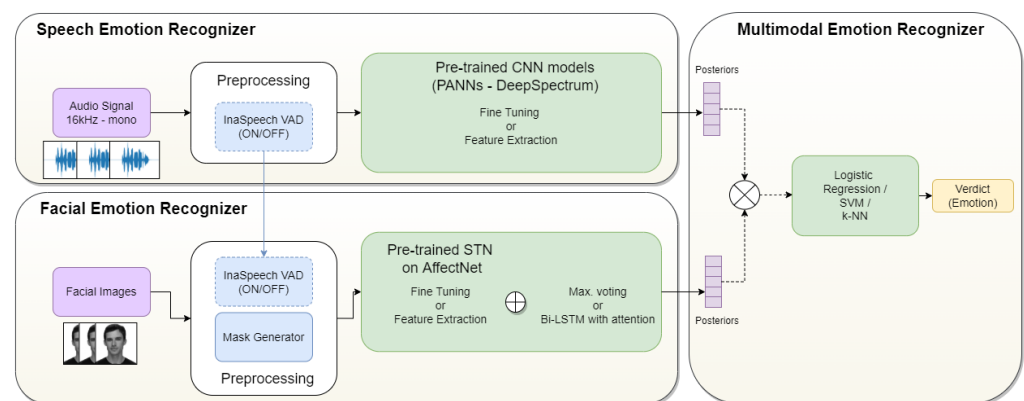 Speech Emotion Recognizer
Audio Signal
16kHz - mono
Preprocessing
InaSpeech VAD
(ON/OFF)
Pre-trained CNN models
(PANNs - DeepSpectrum)
Fine Tuning
or
Feature Extraction
Facial Emotion Recognizer
Facial Images
InaSpeech VAD
(ON/OFF)
Mask Generator
Preprocessing
Pre-trained STN
on AffectNet
Fine Tuning
or
Feature Extraction
Max. voting
or
Bi-LSTM with attention
Multimodal Emotion Recognizer
Posteriors
Posteriors
Logistic
Regression /
SVM /
k-NN
Verdict
(Emotion)